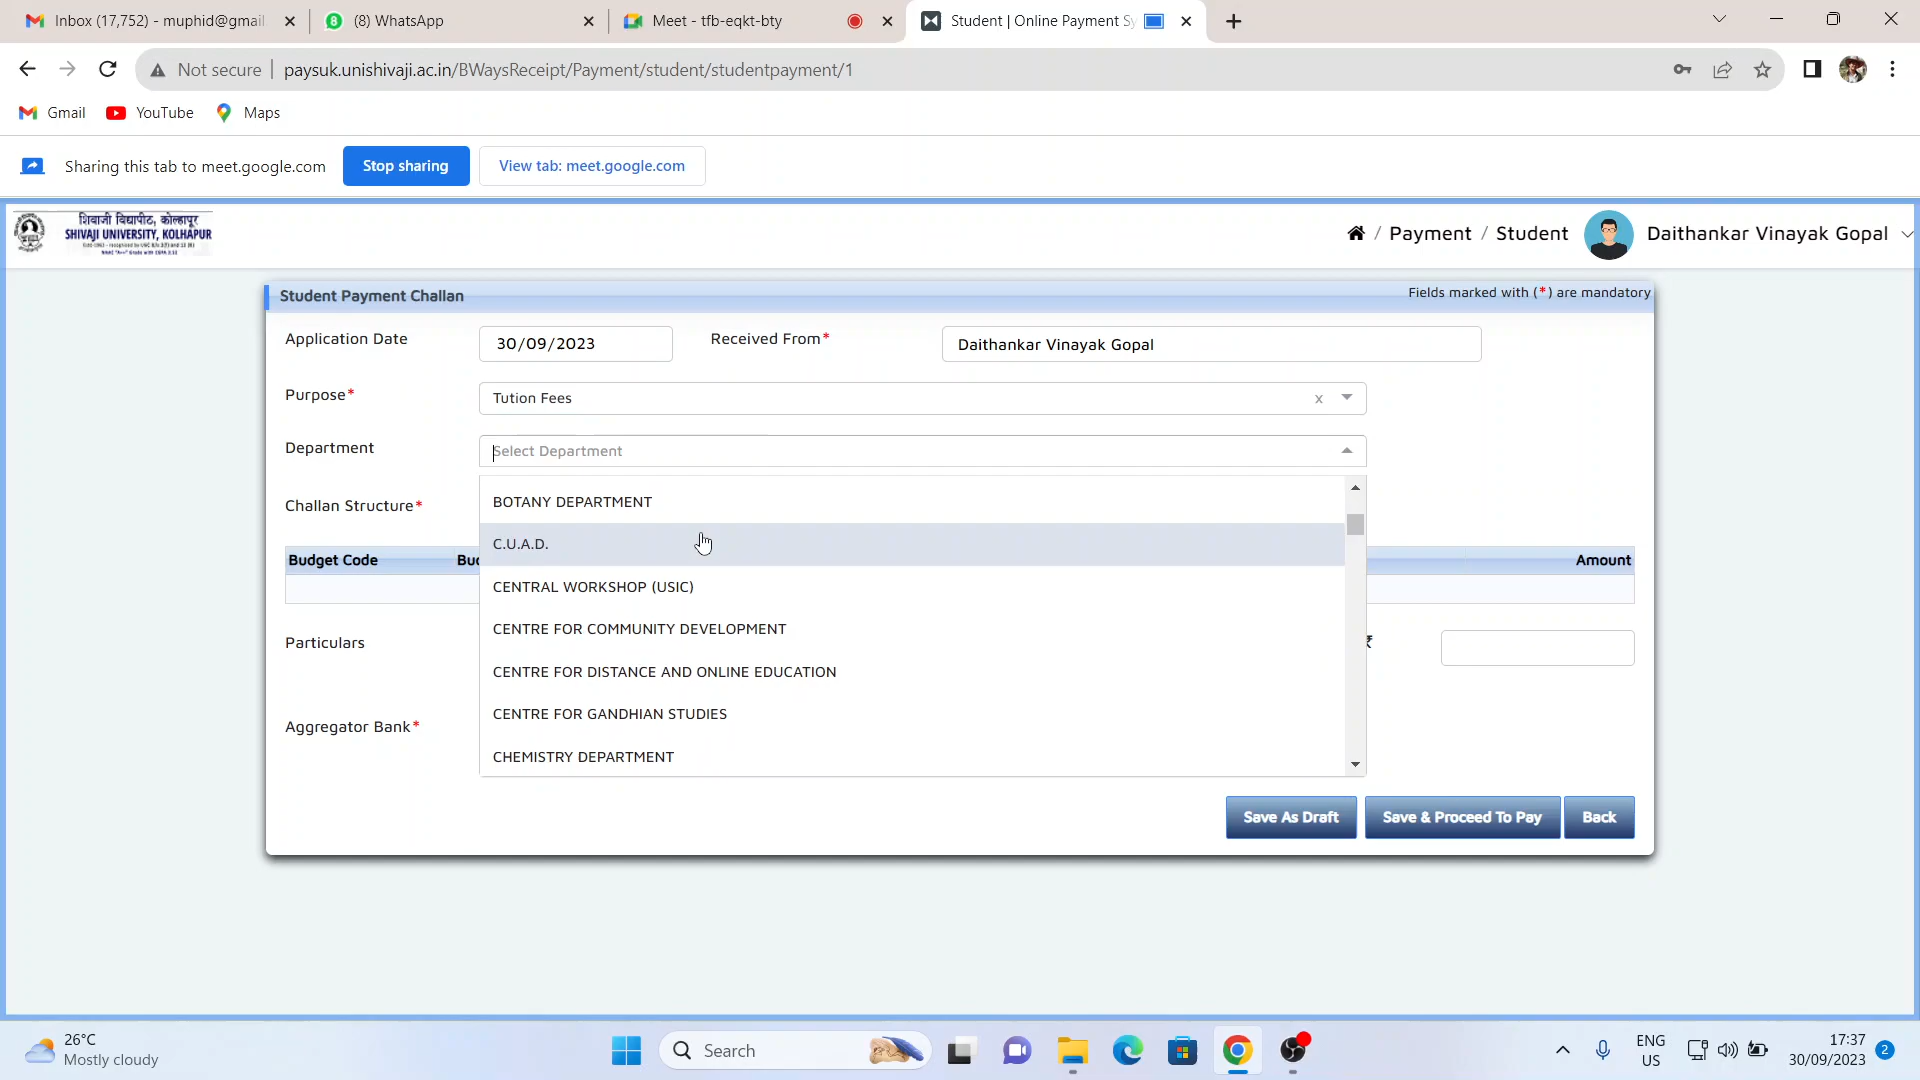 Inbox (17,752) - muphid@gmail
(8) WhatsApp
Meet - tfb-eqkt-bty
Student | Online Payment Sy
Not secure
paysuk.unishivaji.ac.in/BWaysReceipt/Payment/student/studentpayment/1
Gmail
YouTube
Maps
Sharing this tab to meet.google.com
Stop sharing
View tab: meet.google.com
शिवाजी विद्यापीठ, कोल्हापूर
SHIVAJI UNIVERSITY, KOLHAPUR
/ Payment / Student
Daithankar Vinayak Gopal
Student Payment Challan
Fields marked with (*) are mandatory
Application Date
30/09/2023
Received From*
Daithankar Vinayak Gopal
Purpose*
Tution Fees
x
Department
Select Department
BOTANY DEPARTMENT
Challan Structure*
C.U.A.D.
Budget Code
Bu
Amount
CENTRAL WORKSHOP (USIC)
CENTRE FOR COMMUNITY DEVELOPMENT
Particulars
₹
CENTRE FOR DISTANCE AND ONLINE EDUCATION
CENTRE FOR GANDHIAN STUDIES
Aggregator Bank*
CHEMISTRY DEPARTMENT
Save As Draft
Save & Proceed To Pay
Back
26°C
Mostly cloudy
Search
ENG
US
17:37
30/09/2023
2